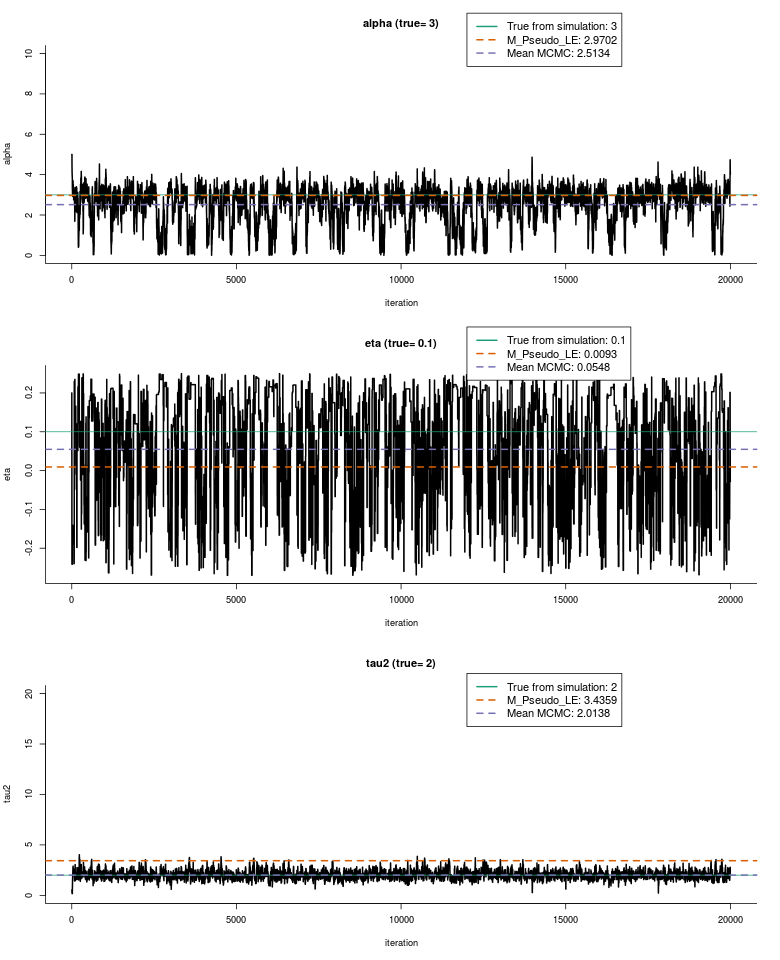 alpha (true= 3)
True from simulation: 3
M_Pseudo_LE: 2.9702
Mean MCMC: 2.5134
10
8
6
4
2
0
alpha
0 5000 10000 15000 20000
iteration
eta (true= 0.1)
True from simulation: 0.1
M_Pseudo_LE: 0.0093
Mean MCMC: 0.0548
0.2
0.1
0.0
-0.1
-0.2
eta
0 5000 10000 15000 20000
iteration
tau2 (true= 2)
True from simulation: 2
M_Pseudo_LE: 3.4359
Mean MCMC: 2.0138
20
15
10
5
0
tau2
0 5000 10000 15000 20000
iteration